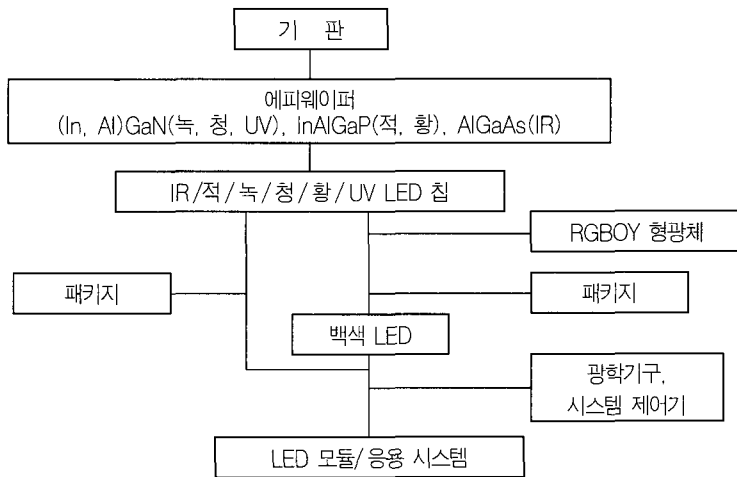 기 판
에피웨이퍼
(In, Al)GaN(녹, 청, UV), InAlGaP(적, 황), AlGaAs(IR)
IR/적/녹/청/황/UV LED 칩
RGBOY 형광체
패키지
패키지
백색 LED
광학기구,
시스템 제어기
LED 모듈/응용 시스템